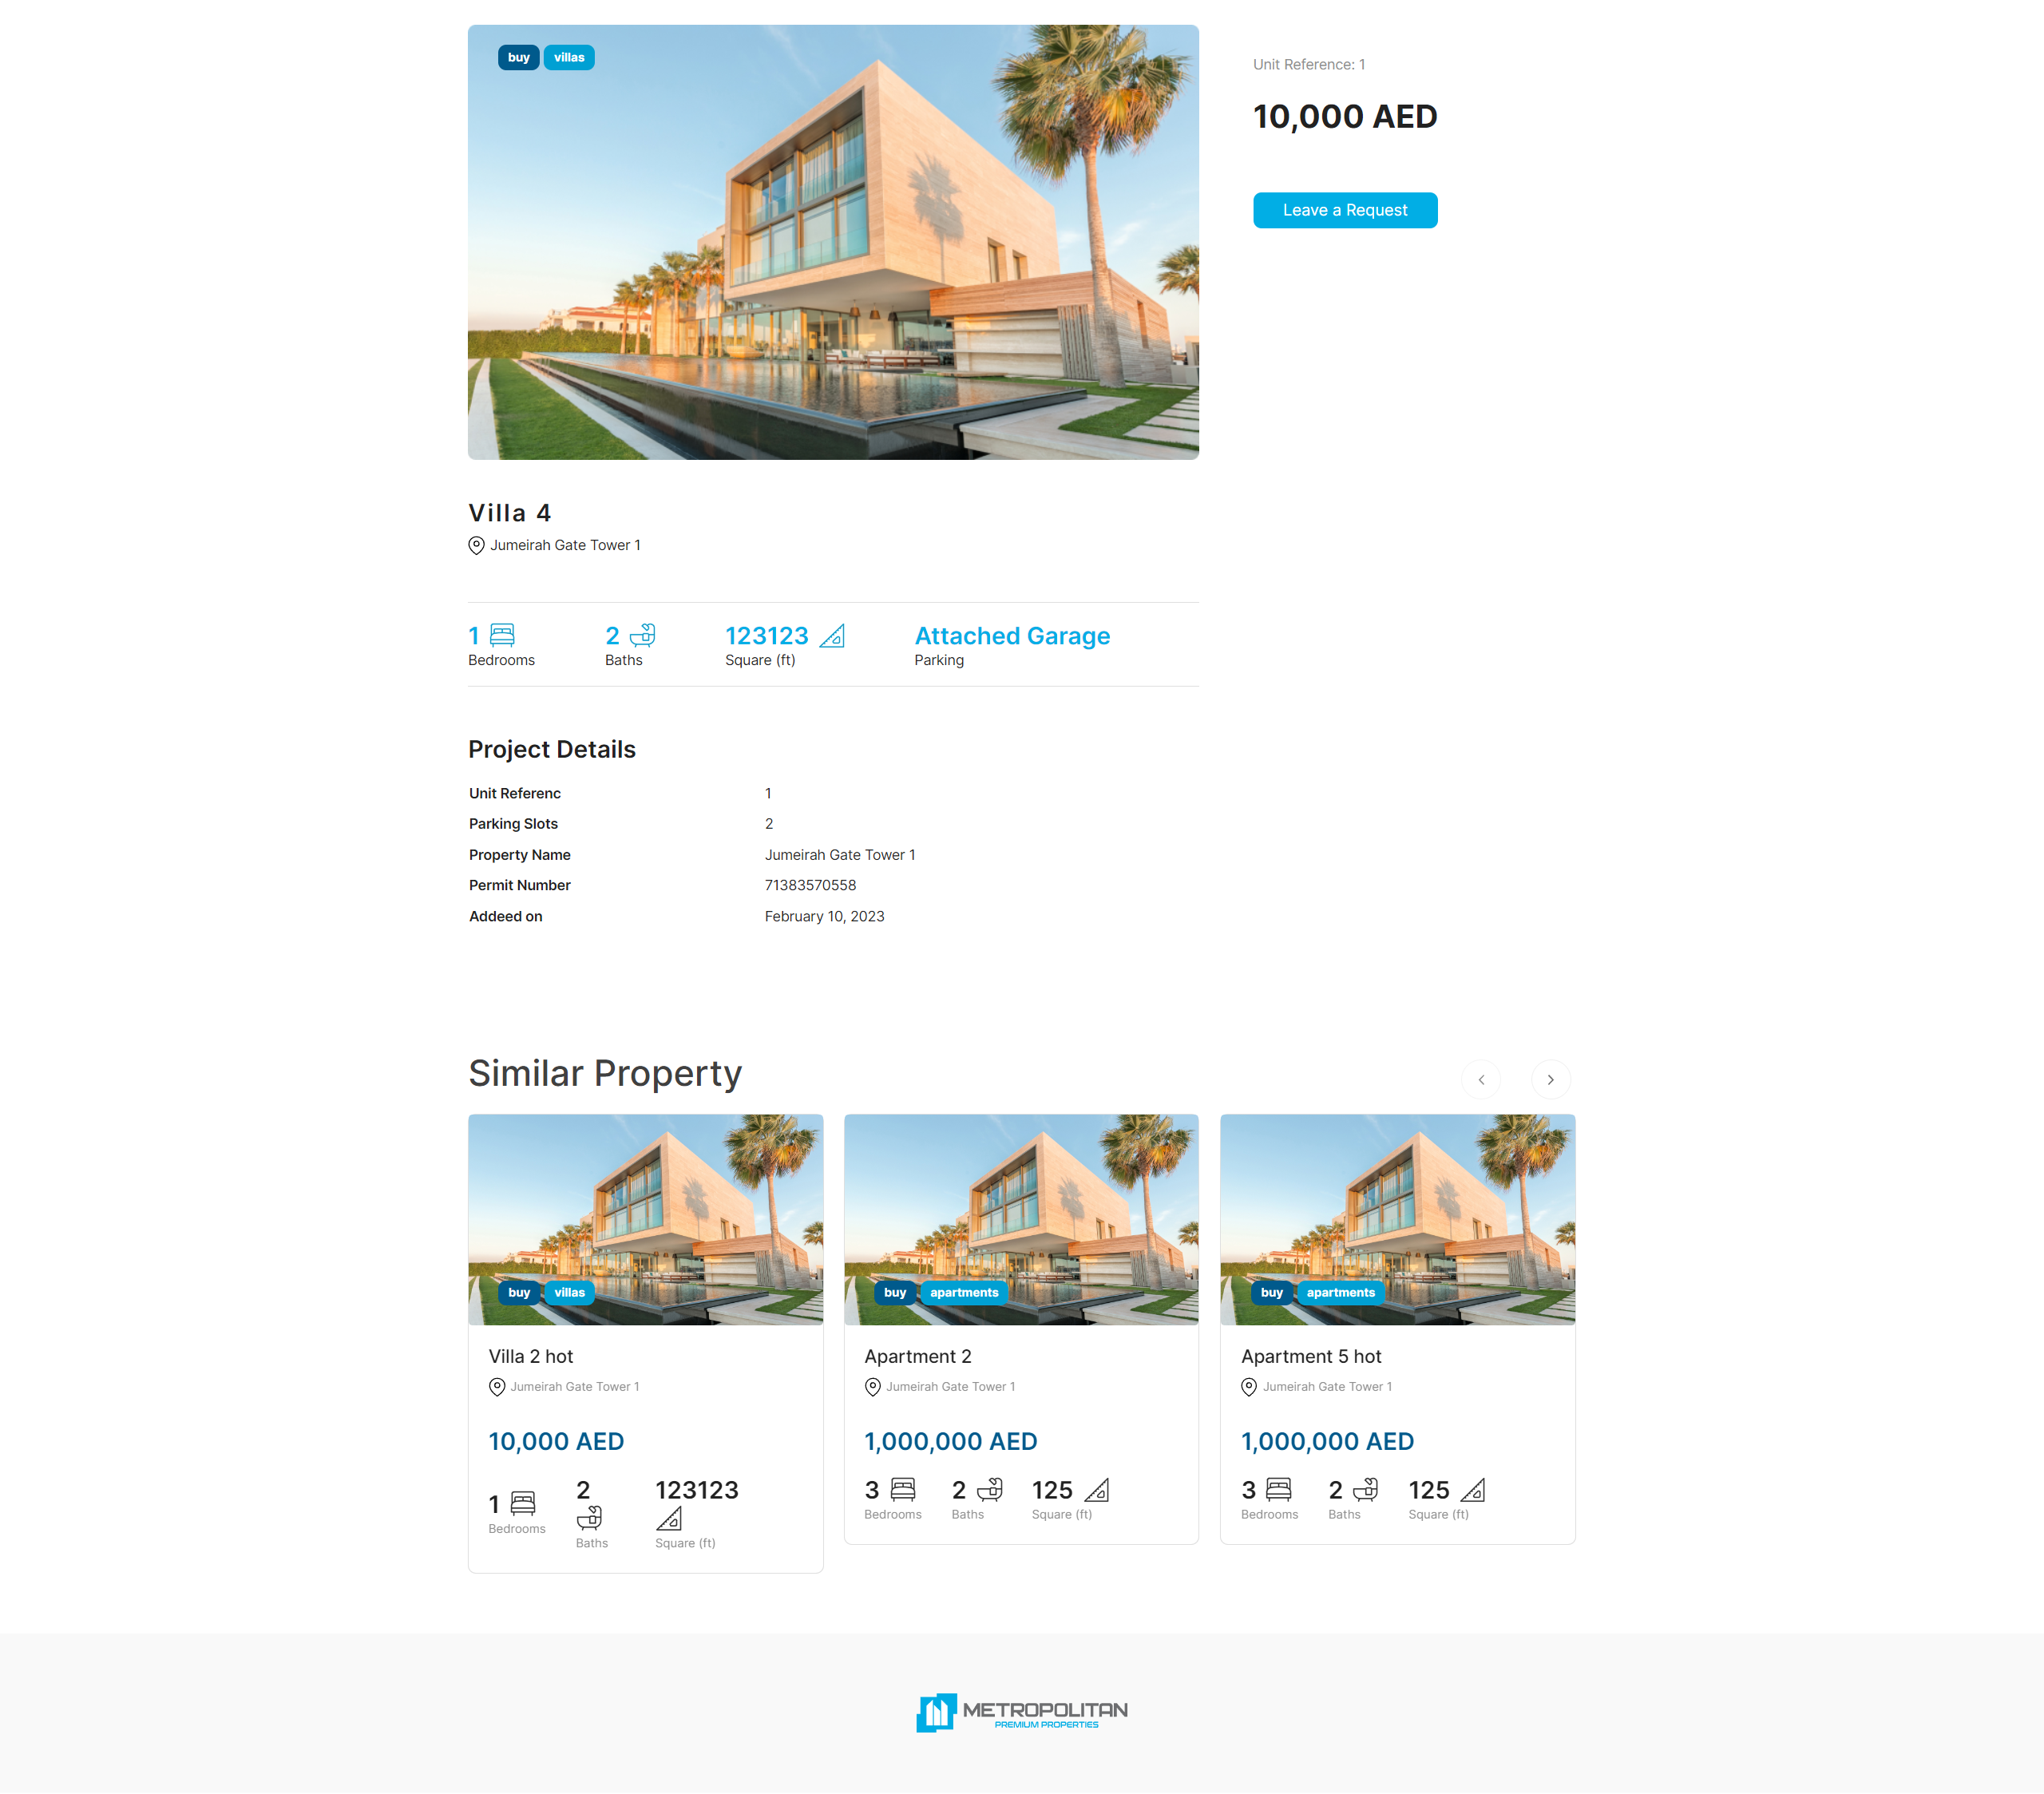 buy villas
Unit Reference: 1
10,000 AED
Leave a Request
Villa 4
Jumeirah Gate Tower 1
1 2 123123 Attached Garage
Bedrooms Baths Square (ft) Parking
Project Details
Unit Referenc 1
Parking Slots 2
Property Name Jumeirah Gate Tower 1
Permit Number 71383570558
Addeed on February 10, 2023
Similar Property
buy villas
Villa 2 hot
Jumeirah Gate Tower 1
10,000 AED
1 2 123123
Bedrooms Baths Square (ft)
buy apartments
Apartment 2
Jumeirah Gate Tower 1
1,000,000 AED
3 2 125
Bedrooms Baths Square (ft)
buy apartments
Apartment 5 hot
Jumeirah Gate Tower 1
1,000,000 AED
3 2 125
Bedrooms Baths Square (ft)
METROPOLITAN
PREMIUM PROPERTIES